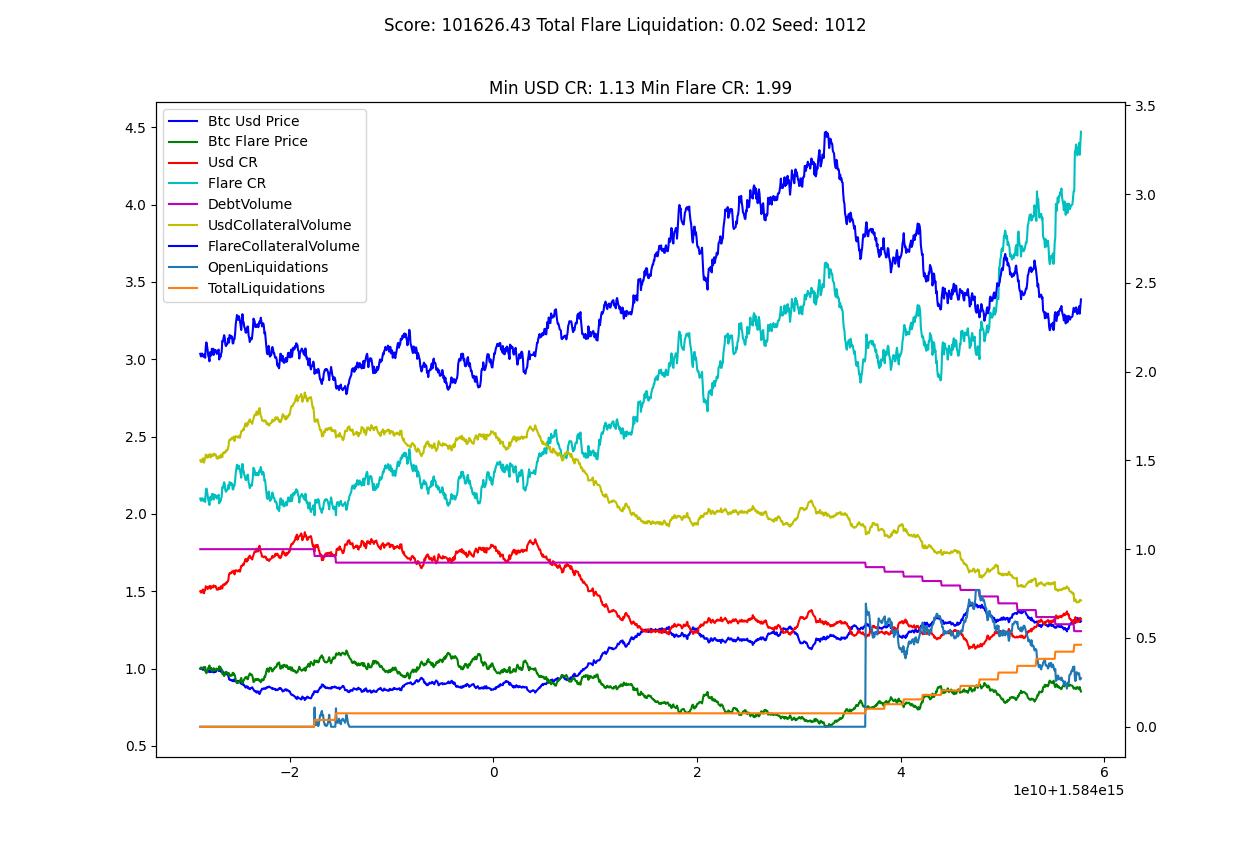 Score: 101626.43 Total Flare Liquidation: 0.02 Seed: 1012
Min USD CR: 1.13 Min Flare CR: 1.99
Btc Usd Price
Btc Flare Price
Usd CR
Flare CR
DebtVolume
UsdCollateralVolume
FlareCollateralVolume
OpenLiquidations
TotalLiquidations
4.5
4.0
3.5
3.0
2.5
2.0
1.5
1.0
0.5
3.5
3.0
2.5
2.0
1.5
1.0
0.5
0.0
−2 0 2 4 6
1e10+1.584e15